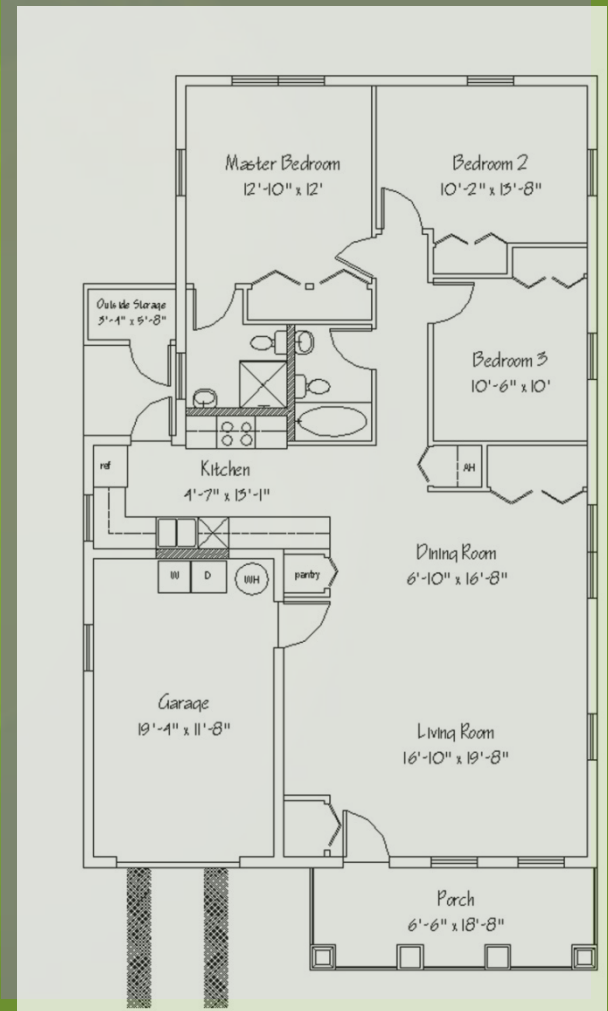 Master Bedroom
12'-10" x 12'
Bedroom 2
10'-2" x 13'-8"
Outside Storage
3'-4" x 5'-8"
Bedroom 3
10'-6" x 10'
ref
Kitchen
4'-7" x 13'-1"
AH
Dining Room
6'-10" x 16'-8"
W
D
WH
pantry
Garage
19'-4" x 11'-8"
Living Room
16'-10" x 19'-8"
Porch
6'-6" x 18'-8"